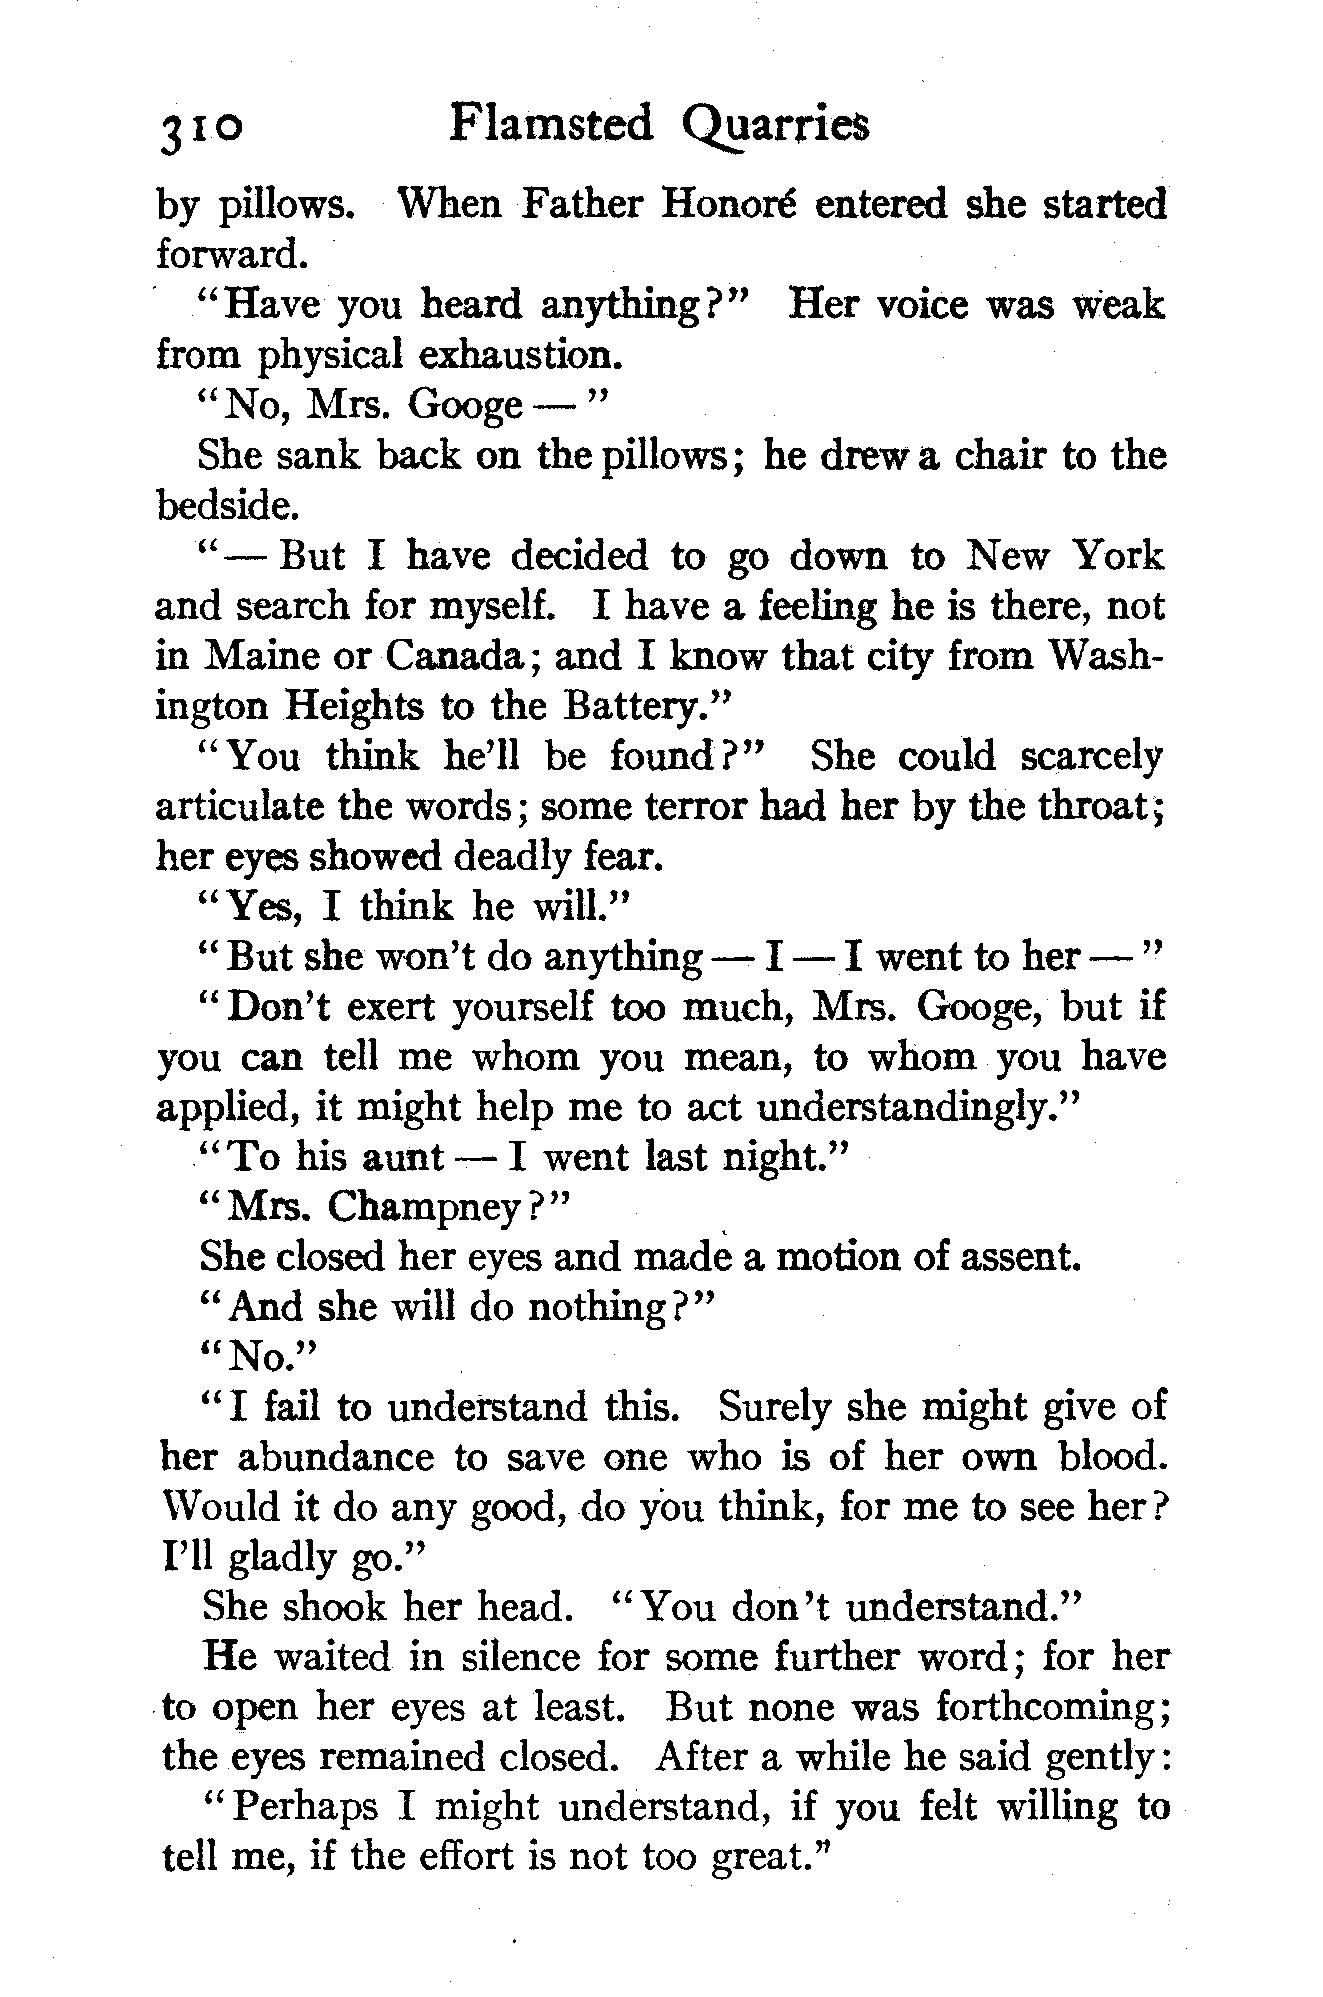 310 Flamsted Quarries
by pillows. When Father Honoré entered she started
forward.
"Have you heard anything?" Her voice was weak
from physical exhaustion.
"No, Mrs. Googe — "
She sank back on the pillows; he drew a chair to the
bedside.
"— But I have decided to go down to New York
and search for myself. I have a feeling he is there, not
in Maine or Canada; and I know that city from Wash-
ington Heights to the Battery."
"You think he'll be found?" She could scarcely
articulate the words; some terror had her by the throat;
her eyes showed deadly fear.
"Yes, I think he will."
"But she won't do anything — I — I went to her — "
"Don't exert yourself too much, Mrs. Googe, but if
you can tell me whom you mean, to whom you have
applied, it might help me to act understandingly."
"To his aunt — I went last night."
"Mrs. Champney?"
She closed her eyes and made a motion of assent.
"And she will do nothing?"
"No."
"I fail to understand this. Surely she might give of
her abundance to save one who is of her own blood.
Would it do any good, do you think, for me to see her?
I'll gladly go."
She shook her head. "You don't understand."
He waited in silence for some further word; for her
to open her eyes at least. But none was forthcoming;
the eyes remained closed. After a while he said gently:
"Perhaps I might understand, if you felt willing to
tell me, if the effort is not too great."